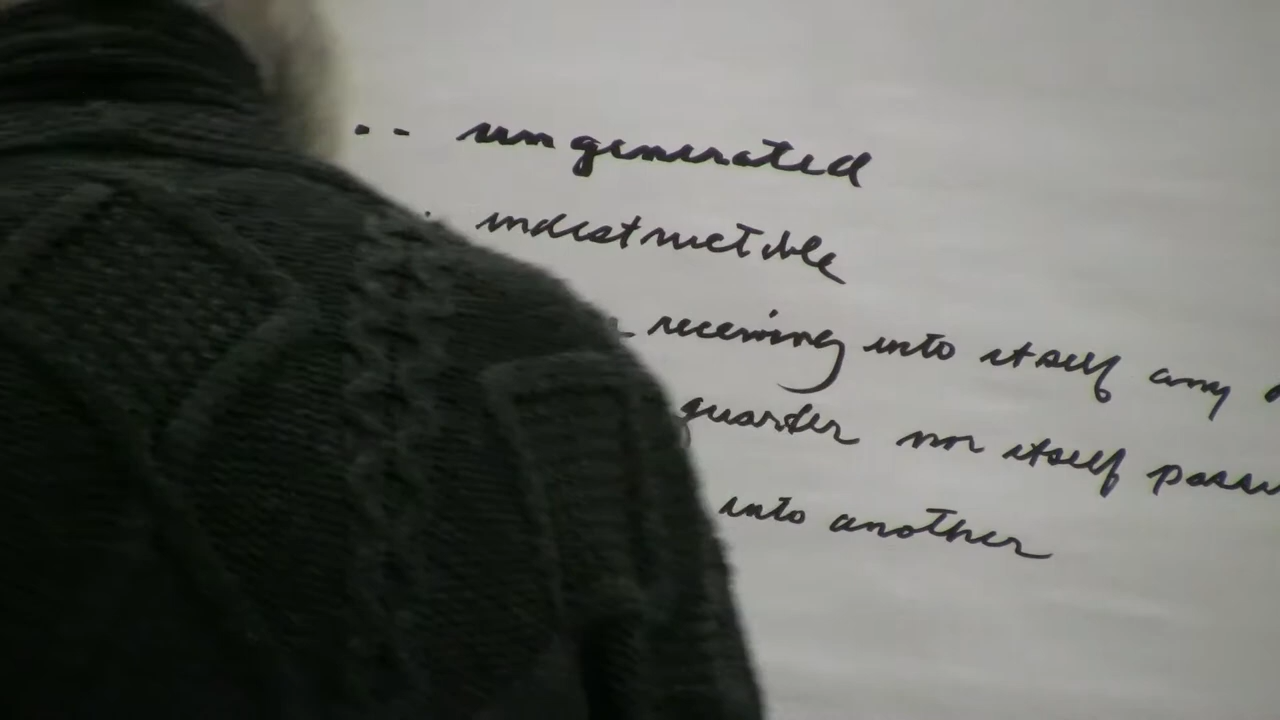 -- ungenerated
indestructible
receiving into itself any
quarter nor itself
into another